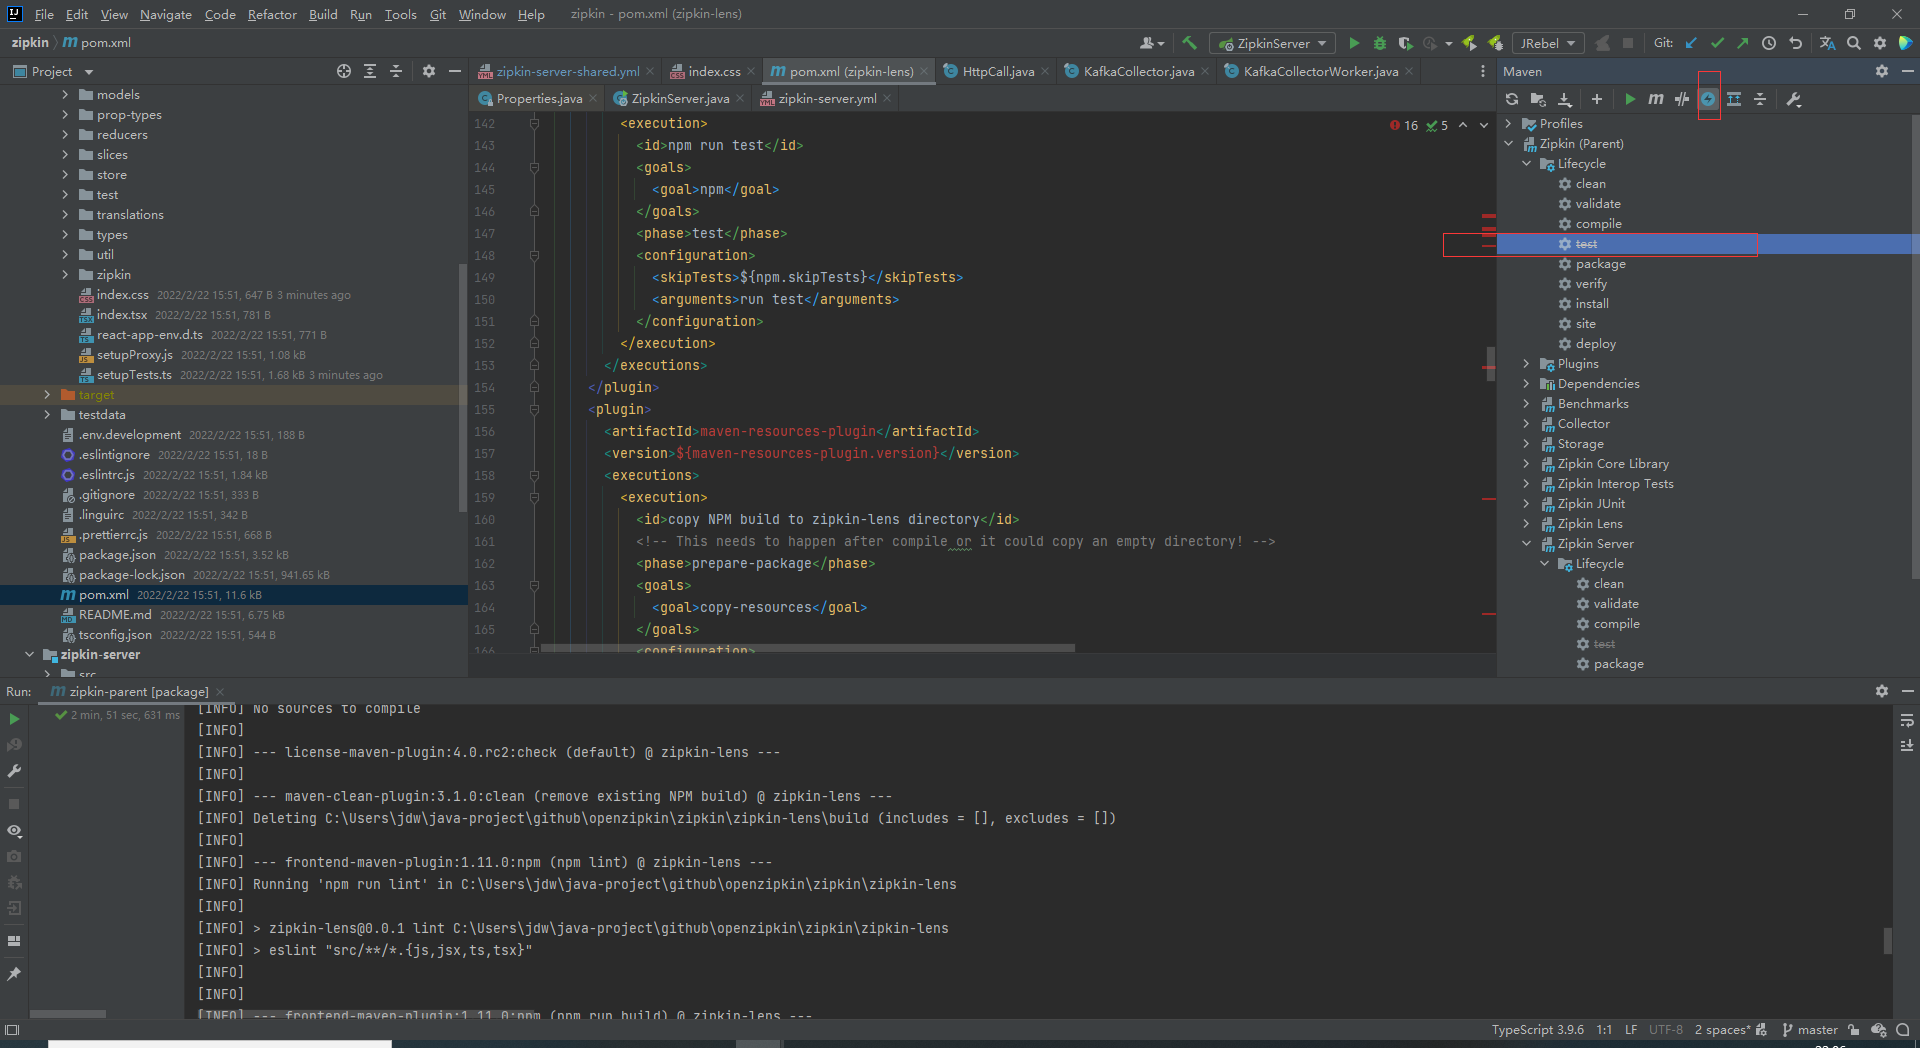 File Edit View Navigate Code Refactor Build Run Tools Git Window Help zipkin - pom.xml (zipkin-lens)
zipkin pom.xml
ZipkinServer JRebel Git:
Project
models
prop-types
reducers
slices
store
test
translations
types
util
zipkin
index.css 2022/2/22 15:51, 647 B 3 minutes ago
index.tsx 2022/2/22 15:51, 781 B
react-app-env.d.ts 2022/2/22 15:51, 771 B
setupProxy.js 2022/2/22 15:51, 1.08 kB
setupTests.ts 2022/2/22 15:51, 1.68 kB 3 minutes ago
target
testdata
.env.development 2022/2/22 15:51, 188 B
.eslintignore 2022/2/22 15:51, 18 B
.eslintrc.js 2022/2/22 15:51, 1.84 kB
.gitignore 2022/2/22 15:51, 333 B
.linguirc 2022/2/22 15:51, 342 B
.prettierrc.js 2022/2/22 15:51, 668 B
package.json 2022/2/22 15:51, 3.52 kB
package-lock.json 2022/2/22 15:51, 941.65 kB
pom.xml 2022/2/22 15:51, 11.6 kB
README.md 2022/2/22 15:51, 6.75 kB
tsconfig.json 2022/2/22 15:51, 544 B
zipkin-server
src
zipkin-server-shared.yml index.css pom.xml (zipkin-lens) HttpCall.java KafkaCollector.java KafkaCollectorWorker.java
Properties.java ZipkinServer.java zipkin-server.yml
16 5
142 <execution>
143 <id>npm run test</id>
144 <goals>
145 <goal>npm</goal>
146 </goals>
147 <phase>test</phase>
148 <configuration>
149 <skipTests>${npm.skipTests}</skipTests>
150 <arguments>run test</arguments>
151 </configuration>
152 </execution>
153 </executions>
154 </plugin>
155 <plugin>
156 <artifactId>maven-resources-plugin</artifactId>
157 <version>${maven-resources-plugin.version}</version>
158 <executions>
159 <execution>
160 <id>copy NPM build to zipkin-lens directory</id>
161 <!-- This needs to happen after compile or it could copy an empty directory! -->
162 <phase>prepare-package</phase>
163 <goals>
164 <goal>copy-resources</goal>
165 </goals>
166 <configuration>
Maven
Profiles
Zipkin (Parent)
Lifecycle
clean
validate
compile
test
package
verify
install
site
deploy
Plugins
Dependencies
Benchmarks
Collector
Storage
Zipkin Core Library
Zipkin Interop Tests
Zipkin JUnit
Zipkin Lens
Zipkin Server
Lifecycle
clean
validate
compile
test
package
Run: zipkin-parent [package]
2 min, 51 sec, 631 ms
[INFO] No sources to compile
[INFO]
[INFO] --- license-maven-plugin:4.0.rc2:check (default) @ zipkin-lens ---
[INFO]
[INFO] --- maven-clean-plugin:3.1.0:clean (remove existing NPM build) @ zipkin-lens ---
[INFO] Deleting C:\Users\jdw\java-project\github\openzipkin\zipkin\zipkin-lens\build (includes = [], excludes = [])
[INFO]
[INFO] --- frontend-maven-plugin:1.11.0:npm (npm lint) @ zipkin-lens ---
[INFO] Running 'npm run lint' in C:\Users\jdw\java-project\github\openzipkin\zipkin\zipkin-lens
[INFO]
[INFO] > zipkin-lens@0.0.1 lint C:\Users\jdw\java-project\github\openzipkin\zipkin\zipkin-lens
[INFO] > eslint "src/**/*.{js,jsx,ts,tsx}"
[INFO]
[INFO]
[INFO] --- frontend-maven-plugin:1.11.0:npm (npm run build) @ zipkin-lens ---
TypeScript 3.9.6 1:1 LF UTF-8 2 spaces* master